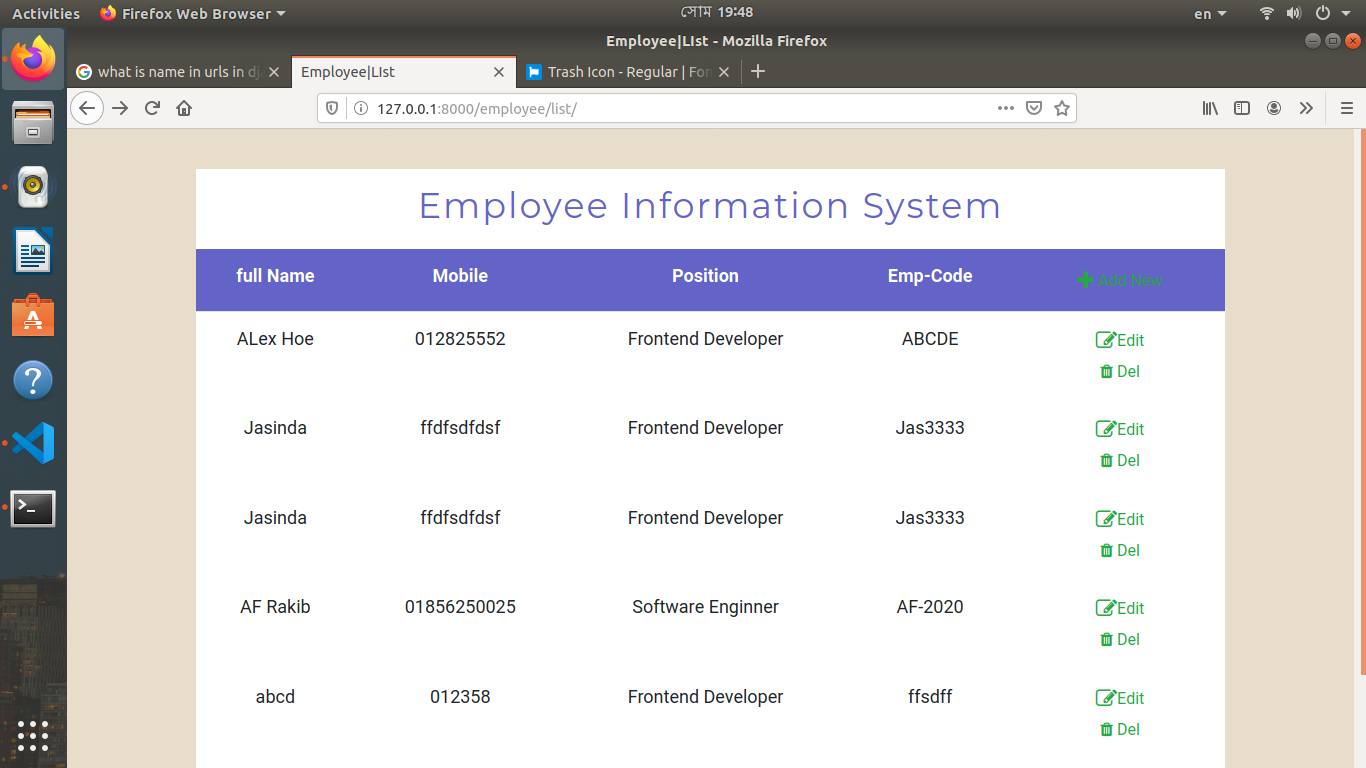 Activities Firefox Web Browser সোম 19:48 en
Employee|LIst - Mozilla Firefox
what is name in urls in dj Employee|LIst Trash Icon - Regular | Fon
127.0.0.1:8000/employee/list/
Employee Information System
full Name Mobile Position Emp-Code Add New
ALex Hoe 012825552 Frontend Developer ABCDE Edit
Del
Jasinda ffdfsdfdsf Frontend Developer Jas3333 Edit
Del
Jasinda ffdfsdfdsf Frontend Developer Jas3333 Edit
Del
AF Rakib 01856250025 Software Enginner AF-2020 Edit
Del
abcd 012358 Frontend Developer ffsdff Edit
Del